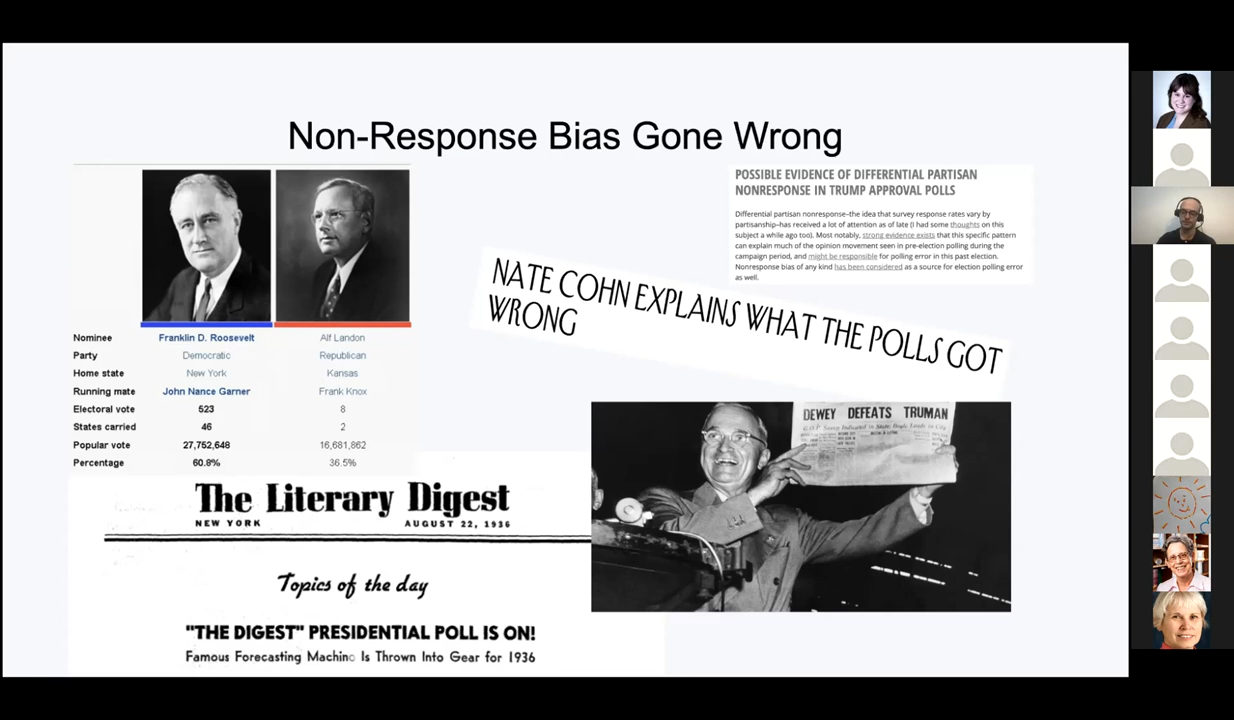 Non-Response Bias Gone Wrong
Nominee Franklin D. Roosevelt Alf Landon
Party Democratic Republican
Home state New York Kansas
Running mate John Nance Garner Frank Knox
Electoral vote 523 8
States carried 46 2
Popular vote 27,752,648 16,681,862
Percentage 60.8% 36.5%
POSSIBLE EVIDENCE OF DIFFERENTIAL PARTISAN
NONRESPONSE IN TRUMP APPROVAL POLLS
Differential partisan nonresponse–the idea that survey response rates vary by
partisanship–has received a lot of attention as of late (I had some thoughts on this
subject a while ago too). Most notably, strong evidence exists that this specific pattern
can explain much of the opinion movement seen in pre-election polling during the
campaign period, and might be responsible for polling error in this past election.
Nonresponse bias of any kind has been considered as a source for election polling error
as well.
NATE COHN EXPLAINS WHAT THE POLLS GOT
WRONG
DEWEY DEFEATS TRUMAN
G.O.P. Sweep Indicated in State; Boyle Leads in City
The Literary Digest
NEW YORK AUGUST 22, 1936
Topics of the day
"THE DIGEST" PRESIDENTIAL POLL IS ON!
Famous Forecasting Machine Is Thrown Into Gear for 1936